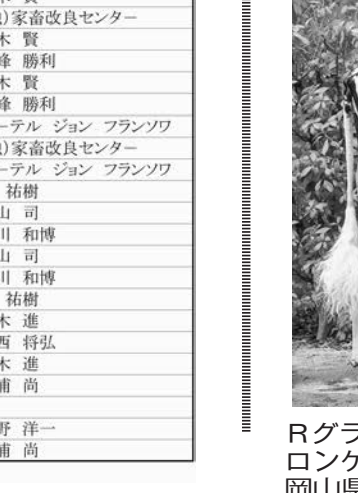 )家畜改良センター
木 賢
峰 勝利
木 賢
峰 勝利
ーテル ジョン フランソワ
)家畜改良センター
ーテル ジョン フランソワ
祐樹
山 司
川 和博
山 司
川 和博
祐樹
木 進
西 将弘
木 進
浦 尚
野 洋一
浦 尚
Rグラ
ロンケ
岡山県